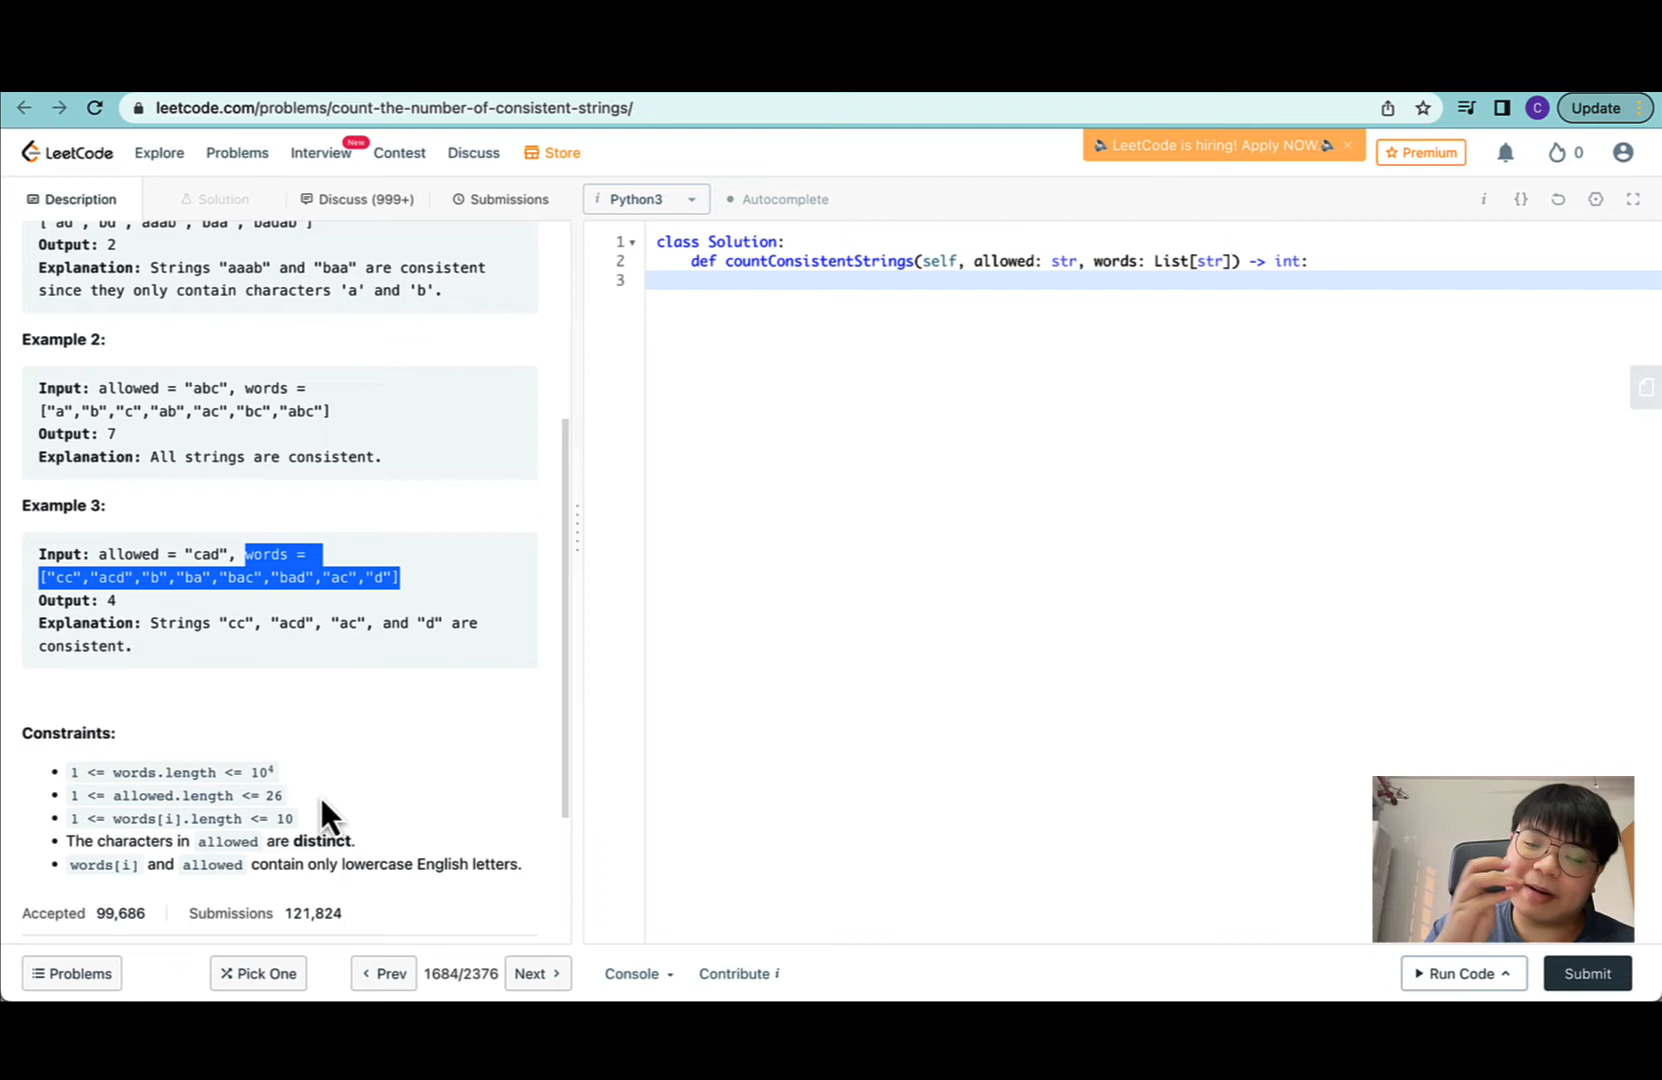 leetcode.com/problems/count-the-number-of-consistent-strings/
C
Update
LeetCode
Explore
Problems
Interview
New
Contest
Discuss
Store
LeetCode is hiring! Apply NOW
×
Premium
0
Description
Solution
Discuss (999+)
Submissions
i Python3
Autocomplete
i {}
["ad","bd","aaab","baa","badab"]
Output: 2
Explanation: Strings "aaab" and "baa" are consistent
since they only contain characters 'a' and 'b'.
Example 2:
Input: allowed = "abc", words =
["a","b","c","ab","ac","bc","abc"]
Output: 7
Explanation: All strings are consistent.
Example 3:
Input: allowed = "cad", words =
["cc","acd","b","ba","bac","bad","ac","d"]
Output: 4
Explanation: Strings "cc", "acd", "ac", and "d" are
consistent.
Constraints:
• 1 <= words.length <= 10⁴
• 1 <= allowed.length <= 26
• 1 <= words[i].length <= 10
• The characters in allowed are distinct.
• words[i] and allowed contain only lowercase English letters.
Accepted 99,686
Submissions 121,824
1 class Solution:
2 def countConsistentStrings(self, allowed: str, words: List[str]) -> int:
3
Problems
Pick One
< Prev
1684/2376
Next >
Console
Contribute i
Run Code
Submit